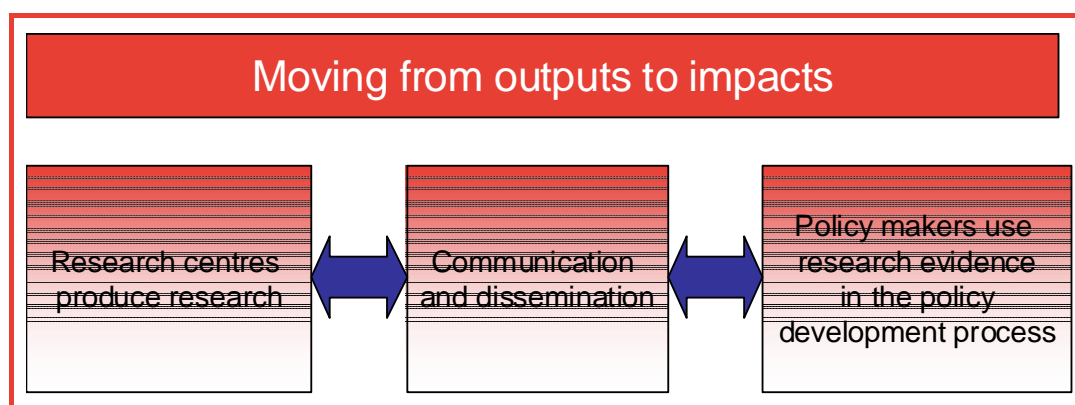 Moving from outputs to impacts
Research centres
produce research
Communication
and dissemination
Policy makers use
research evidence
in the policy
development process